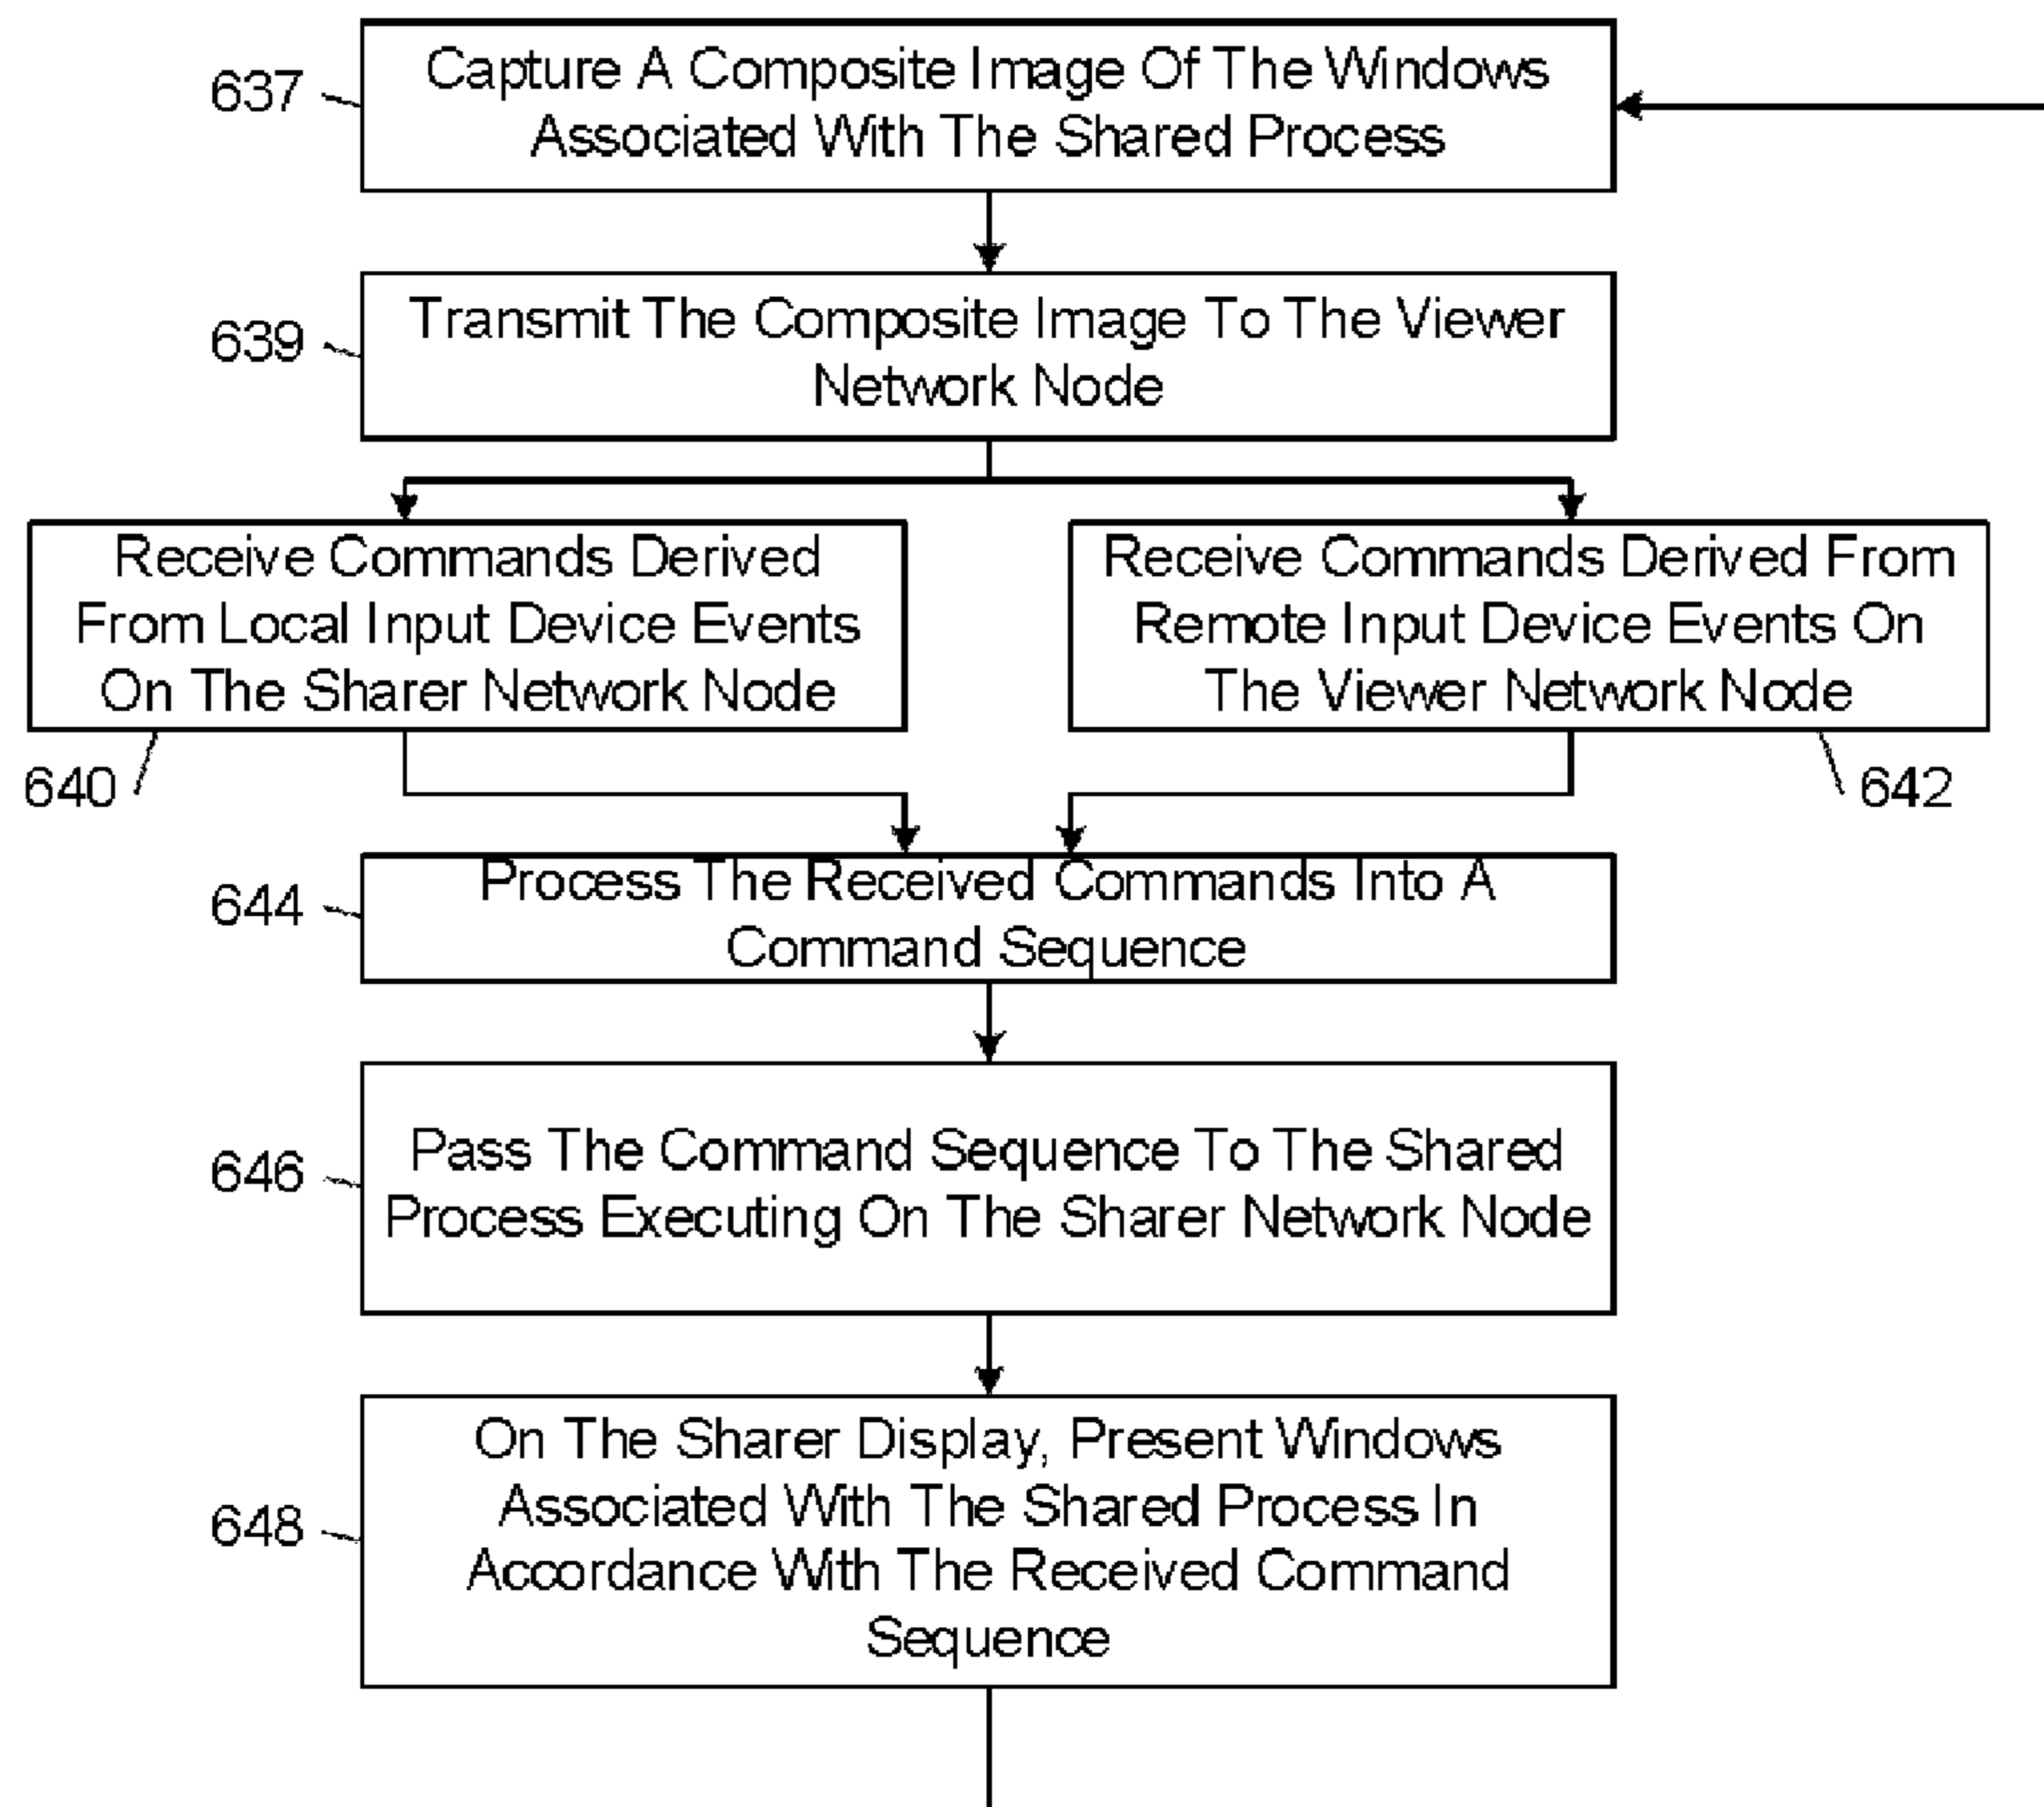 637
Capture A Composite Image Of The Windows
Associated With The Shared Process
639
Transmit The Composite Image To The Viewer
Network Node
Receive Commands Derived
From Local Input Device Events
On The Sharer Network Node
640
Receive Commands Derived From
Remote Input Device Events On
The Viewer Network Node
642
644
Process The Received Commands Into A
Command Sequence
646
Pass The Command Sequence To The Shared
Process Executing On The Sharer Network Node
648
On The Sharer Display, Present Windows
Associated With The Shared Process In
Accordance With The Received Command
Sequence